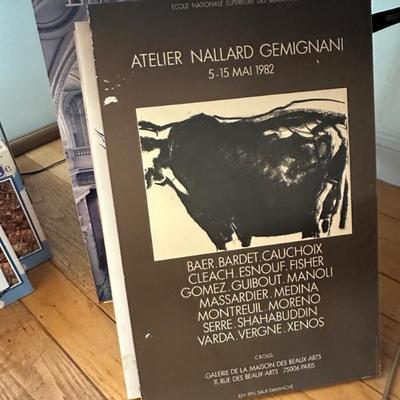 ECOLE NATIONALE SUPERIEURE DES
ATELIER NALLARD GEMIGNANI
5-15 MAI 1982
BAER.BARDET.CAUCHOIX
CLEACH.ESNOUF.FISHER
GOMEZ.GUIBOUT.MANOLI
MASSARDIER.MEDINA
MONTREUIL.MORENO
SERRE.SHAHABUDDIN
VARDA.VERGNE.XENOS
CROUS
GALERIE DE LA MAISON DES BEAUX-ARTS
11, RUE DES BEAUX-ARTS 75006 PARIS
SAUF DIMANCHE